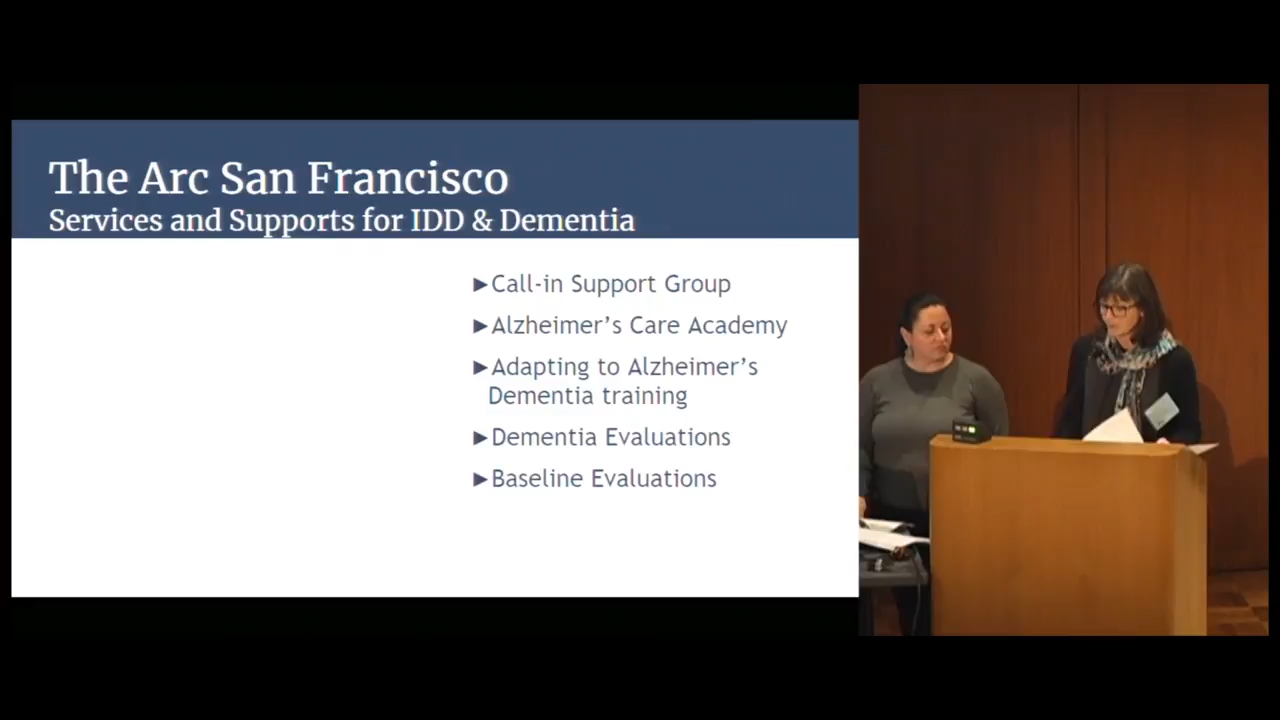 The Arc San Francisco
Services and Supports for IDD & Dementia
►Call-in Support Group
►Alzheimer’s Care Academy
►Adapting to Alzheimer’s
Dementia training
►Dementia Evaluations
►Baseline Evaluations